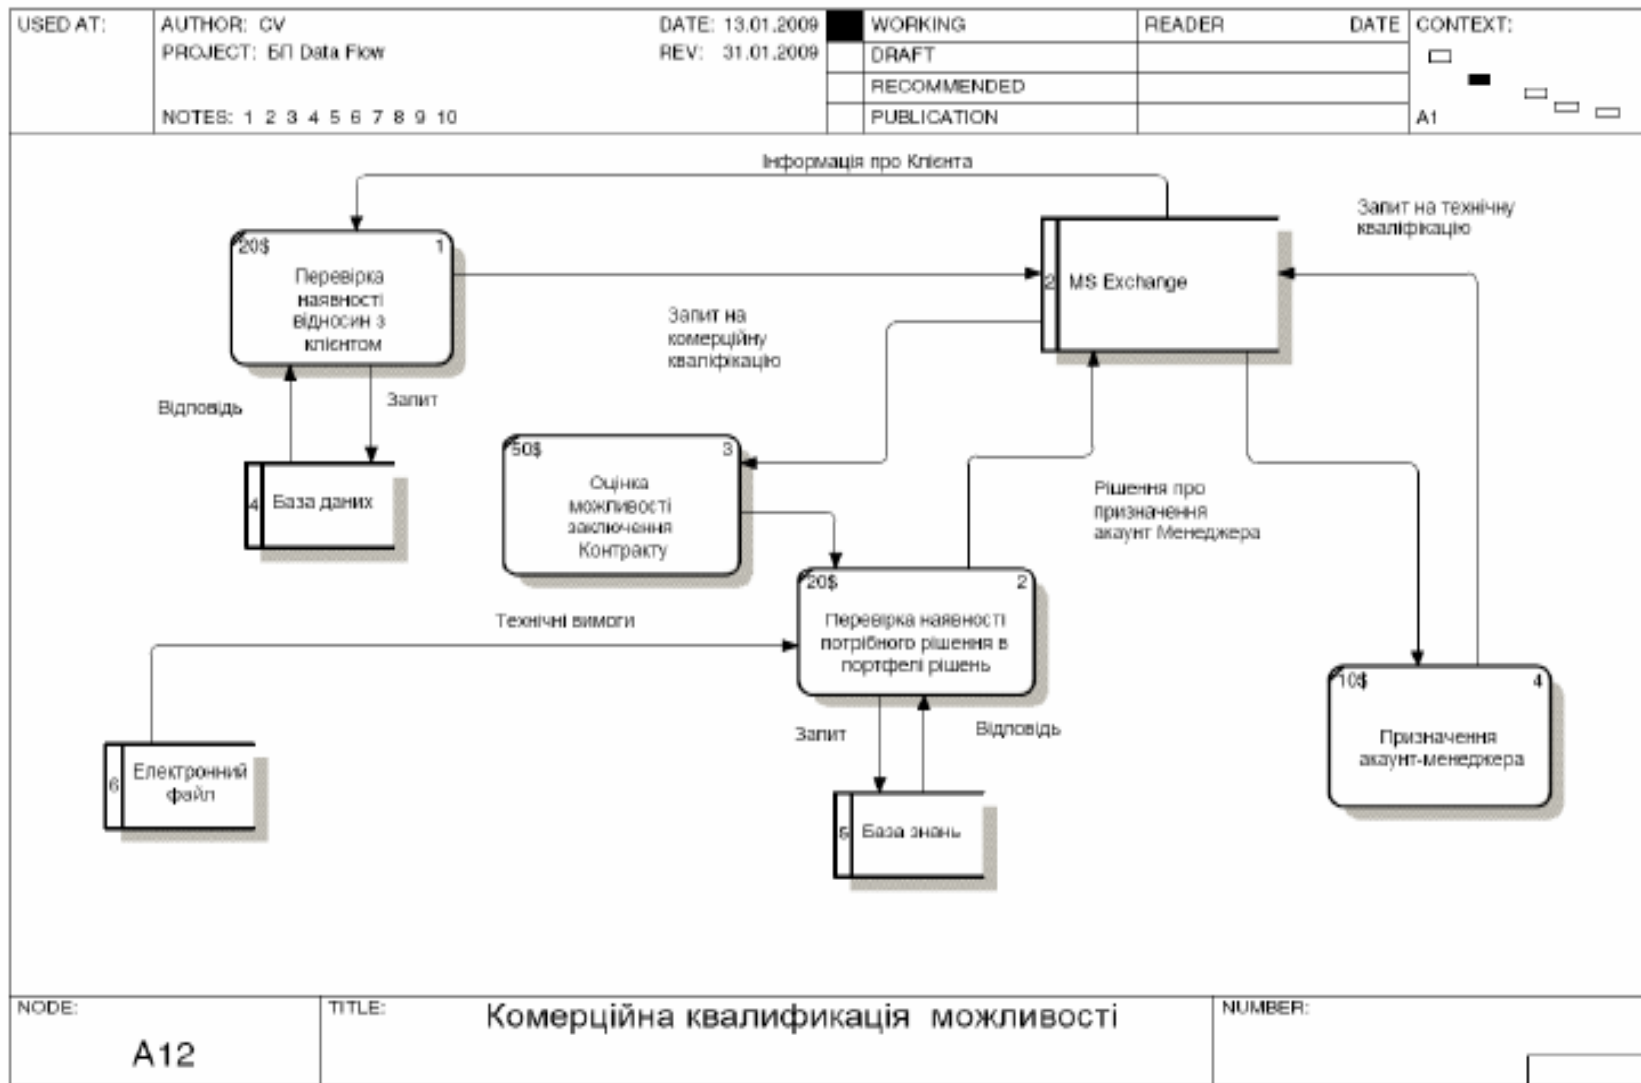 USED AT:
AUTHOR: CV
DATE: 13.01.2009
PROJECT: БП Data Flow
REV: 31.01.2009
NOTES: 1 2 3 4 5 6 7 8 9 10
WORKING
DRAFT
RECOMMENDED
PUBLICATION
READER
DATE
CONTEXT:
A1
Інформація про Клієнта
Запит на технічну
кваліфікацію
20$
1
Перевірка
наявності
відносин з
клієнтом
2
MS Exchange
Запит на
комерційну
кваліфікацію
Відповідь
Запит
4
База даних
50$
3
Оцінка
можливості
заключення
Контракту
Рішення про
призначення
акаунт Менеджера
Технічні вимоги
20$
2
Перевірка наявності
потрібного рішення в
портфелі рішень
10$
4
Призначення
акаунт-менеджера
Запит
Відповідь
6
Електронний
файл
5
База знань
NODE:
A12
TITLE:
Комерційна квалификація можливості
NUMBER: